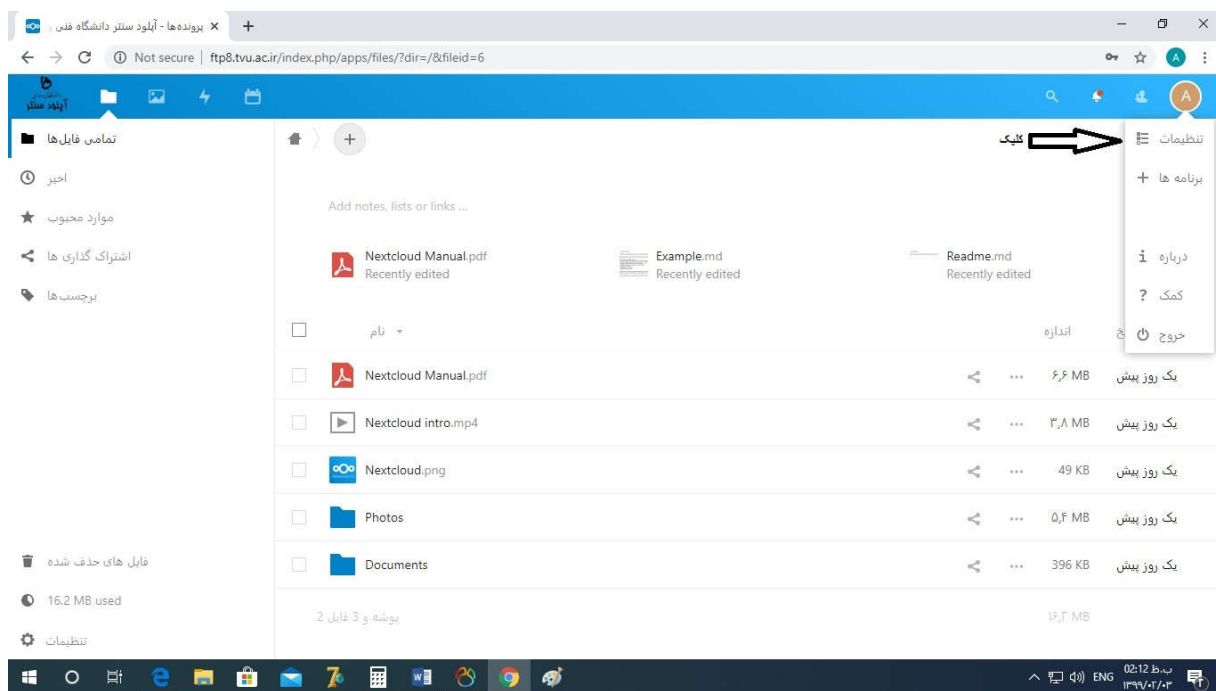 پرونده‌ها - آپلود سنتر دانشگاه فنی و
Not secure | ftp8.tvu.ac.ir/index.php/apps/files/?dir=/&fileid=6
A
آپلود سنتر
A
تمامی فایل‌ها
کلیک
تنظیمات
اخیر
برنامه ها
موارد محبوب
Add notes, lists or links ...
اشتراک گذاری ها
Nextcloud Manual.pdf
Recently edited
Example.md
Recently edited
Readme.md
Recently edited
درباره
برچسب‌ها
کمک
نام
اندازه
خروج
Nextcloud Manual.pdf
۶,۶ MB
یک روز پیش
Nextcloud intro.mp4
۳,۸ MB
یک روز پیش
Nextcloud.png
49 KB
یک روز پیش
Photos
۵,۴ MB
یک روز پیش
فایل های حذف شده
Documents
396 KB
یک روز پیش
16.2 MB used
2 پوشه و 3 فایل
۱۶,۲ MB
تنظیمات
ENG
02:12 ب.ظ
۱۳۹۹/۰۲/۰۳